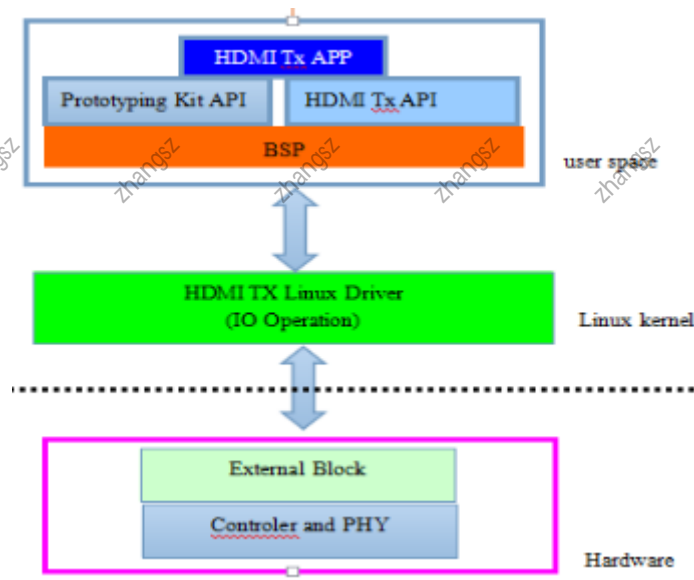 HDMI Tx APP
Prototyping Kit API
HDMI Tx API
BSP
user space
zhangsz
zhangsz
zhangsz
zhangsz
HDMI TX Linux Driver
(IO Operation)
Linux kernel
External Block
Controler and PHY
Hardware